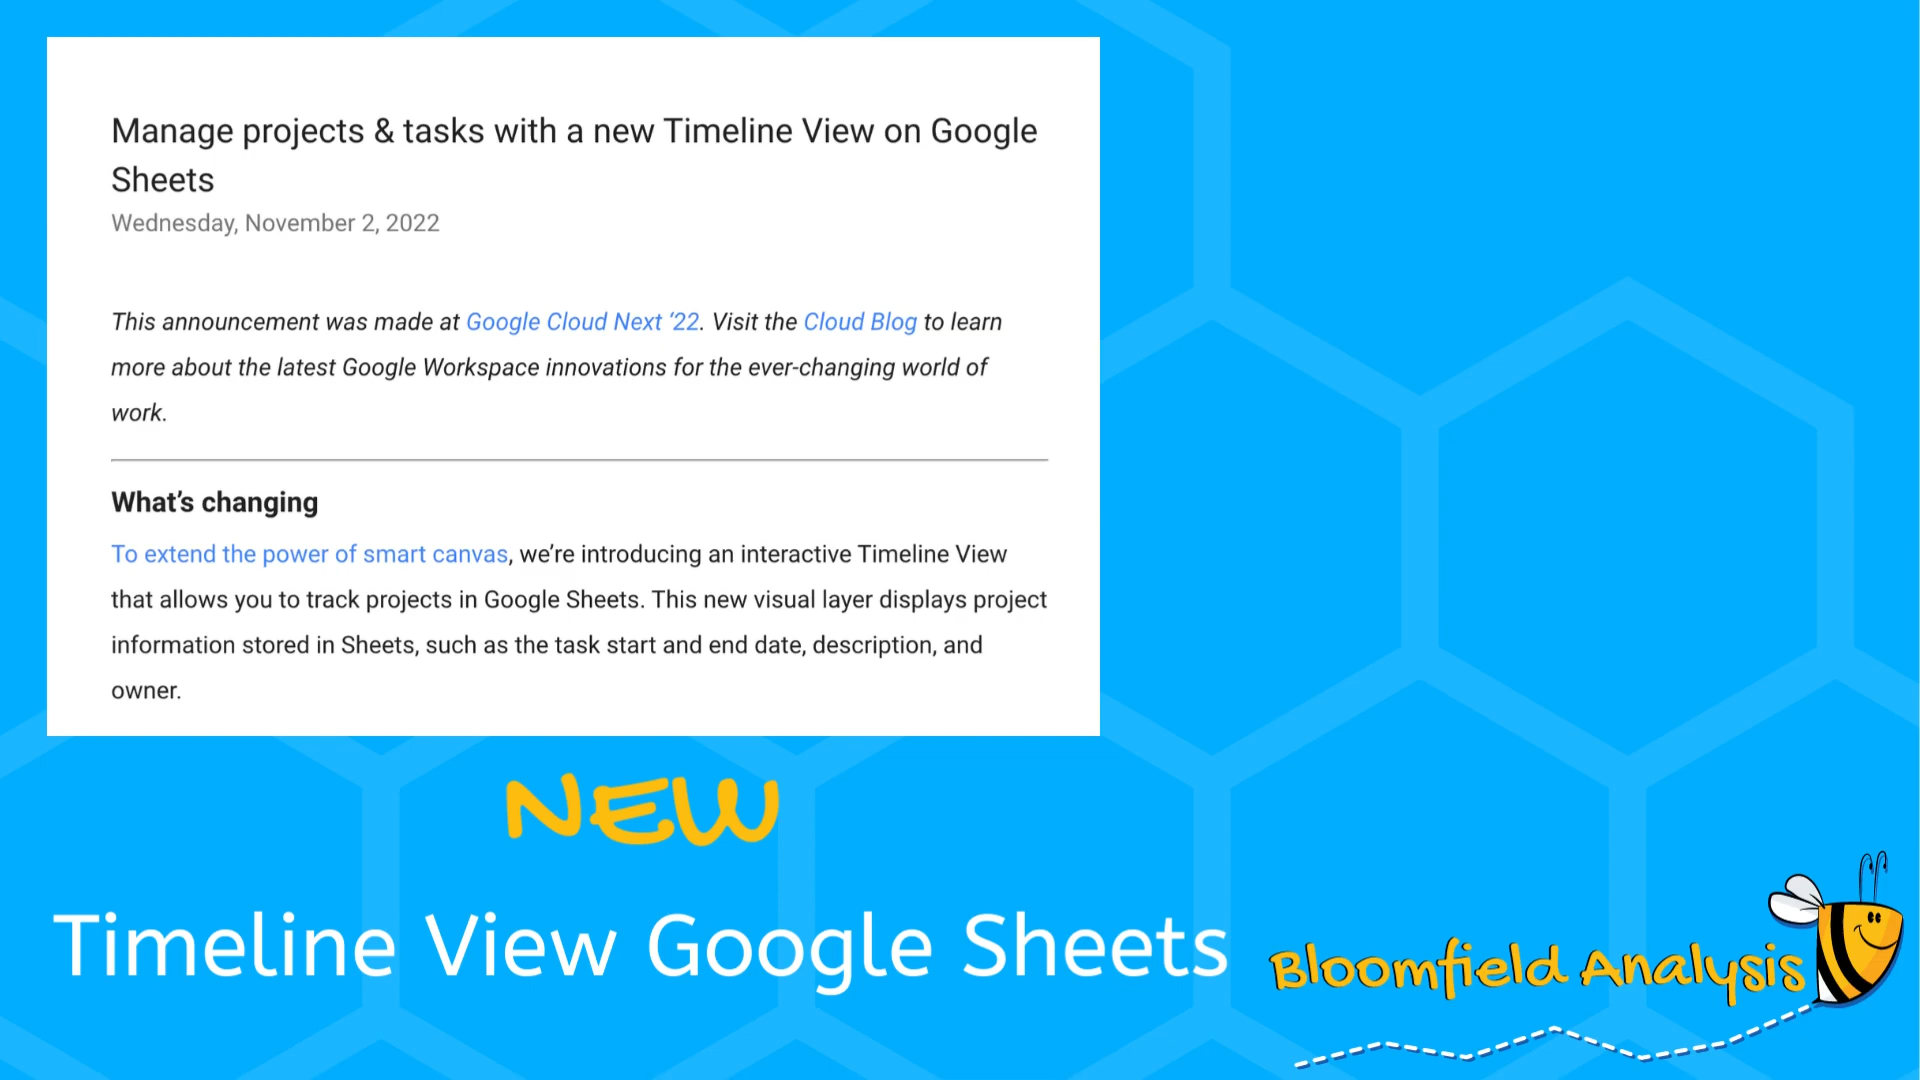 Manage projects & tasks with a new Timeline View on Google
Sheets
Wednesday, November 2, 2022
This announcement was made at Google Cloud Next ‘22. Visit the Cloud Blog to learn
more about the latest Google Workspace innovations for the ever-changing world of
work.
What’s changing
To extend the power of smart canvas, we’re introducing an interactive Timeline View
that allows you to track projects in Google Sheets. This new visual layer displays project
information stored in Sheets, such as the task start and end date, description, and
owner.
NEW
Timeline View Google Sheets
Bloomfield Analysis